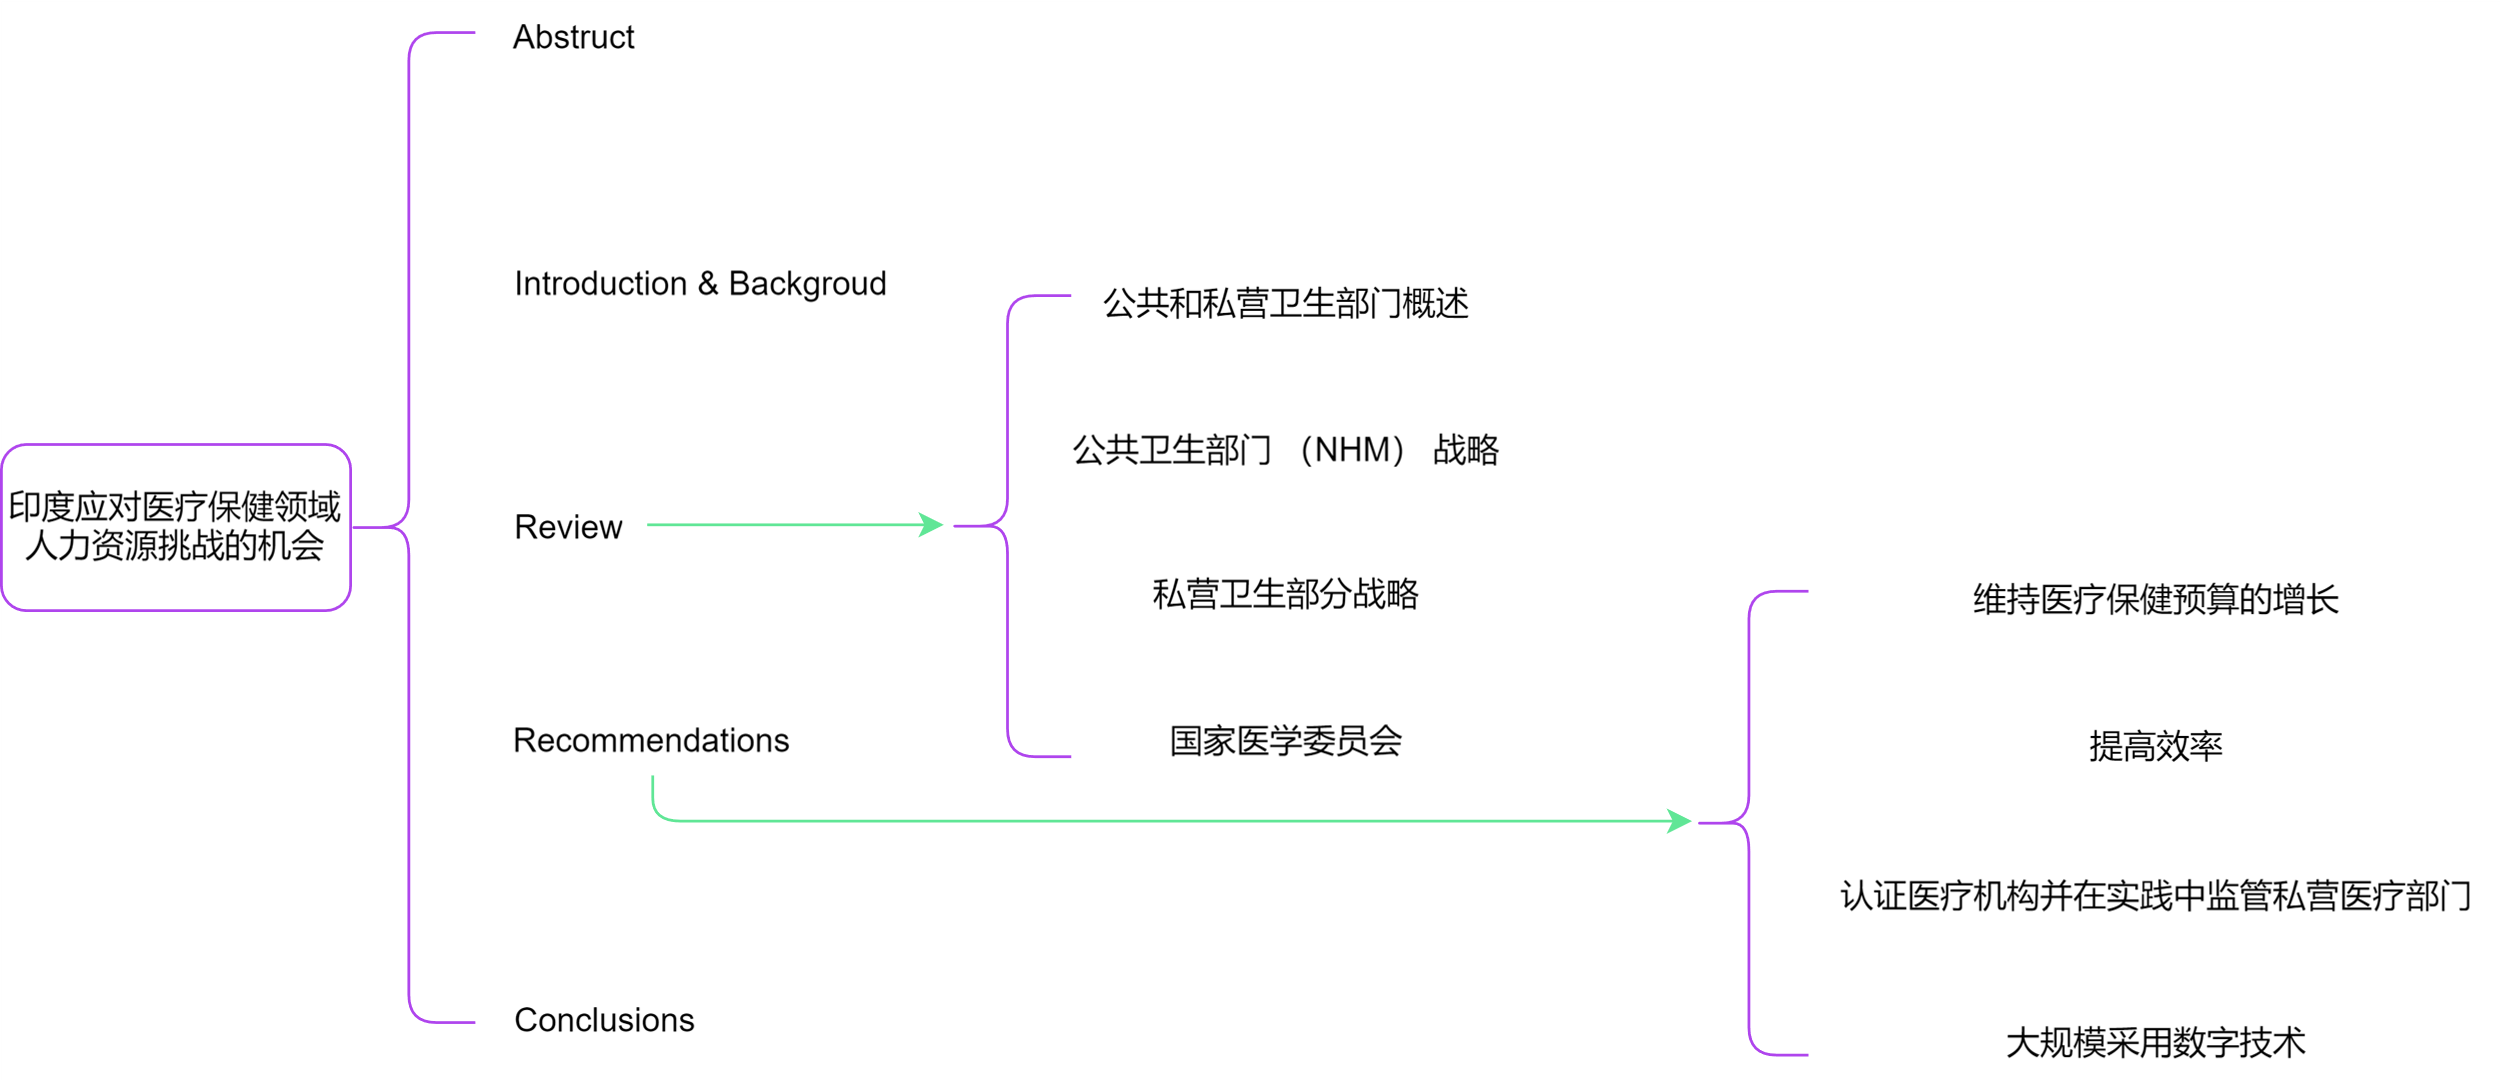 Abstruct
Introduction & Backgroud
公共和私营卫生部门概述
公共卫生部门 （NHM） 战略
印度应对医疗保健领域
人力资源挑战的机会
Review
私营卫生部分战略
维持医疗保健预算的增长
Recommendations
国家医学委员会
提高效率
认证医疗机构并在实践中监管私营医疗部门
Conclusions
大规模采用数字技术